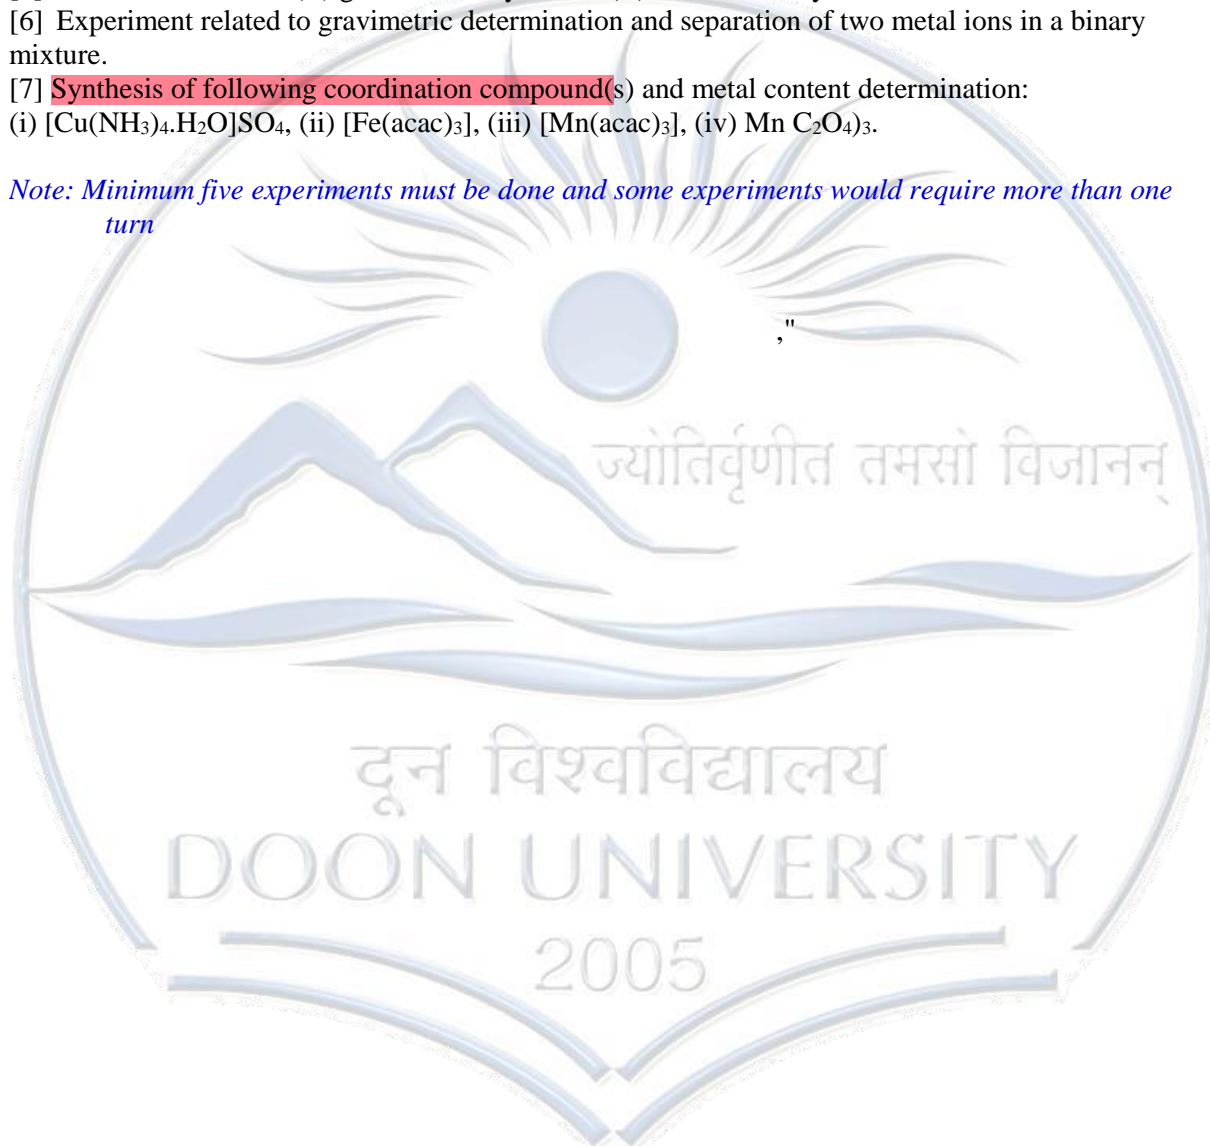 [6] Experiment related to gravimetric determination and separation of two metal ions in a binary
mixture.
[7] Synthesis of following coordination compound(s) and metal content determination:
(i) [Cu(NH₃)₄.H₂O]SO₄, (ii) [Fe(acac)₃], (iii) [Mn(acac)₃], (iv) Mn C₂O₄)₃.
Note: Minimum five experiments must be done and some experiments would require more than one
turn
,"
ज्योतिर्वृणीत तमसो विजानन्
दून विश्वविद्यालय
DOON UNIVERSITY
2005